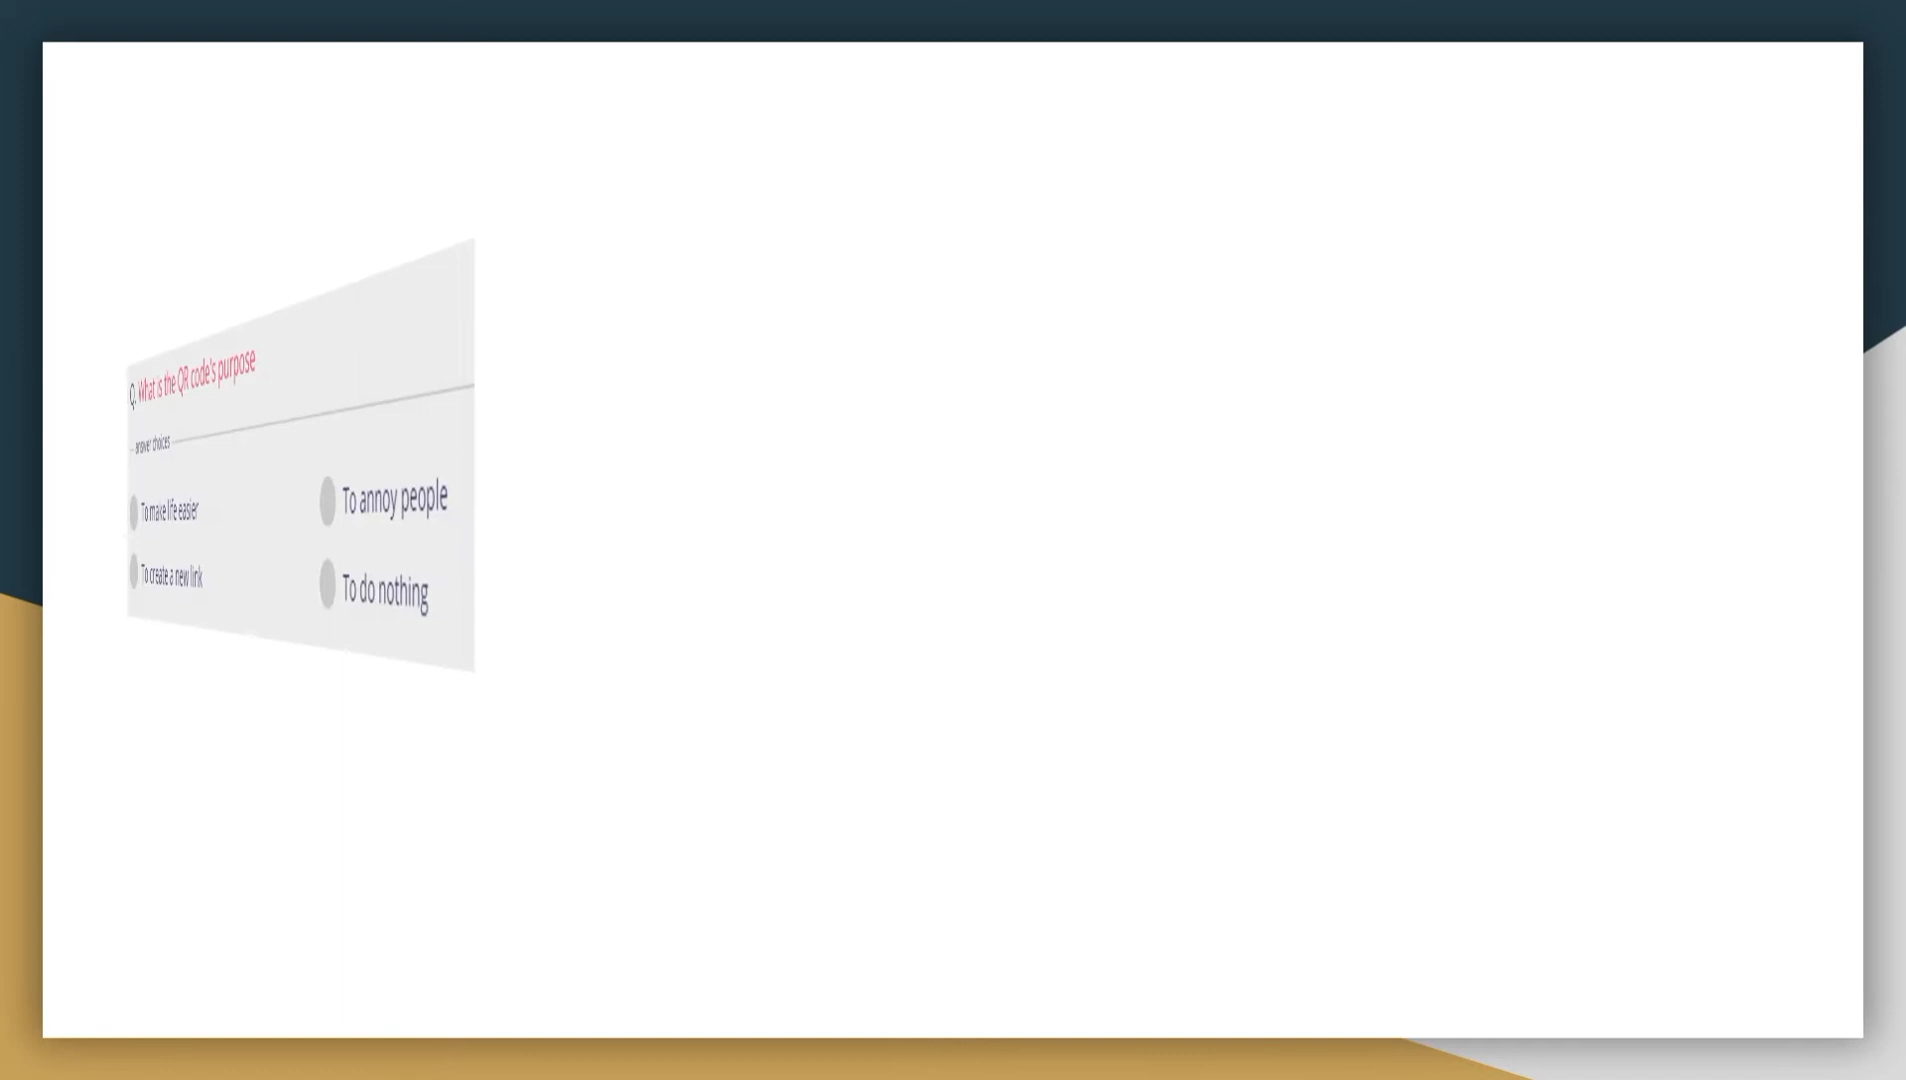 Q. What is the QR code's purpose
answer choices
To make life easier
To annoy people
To create a new link
To do nothing